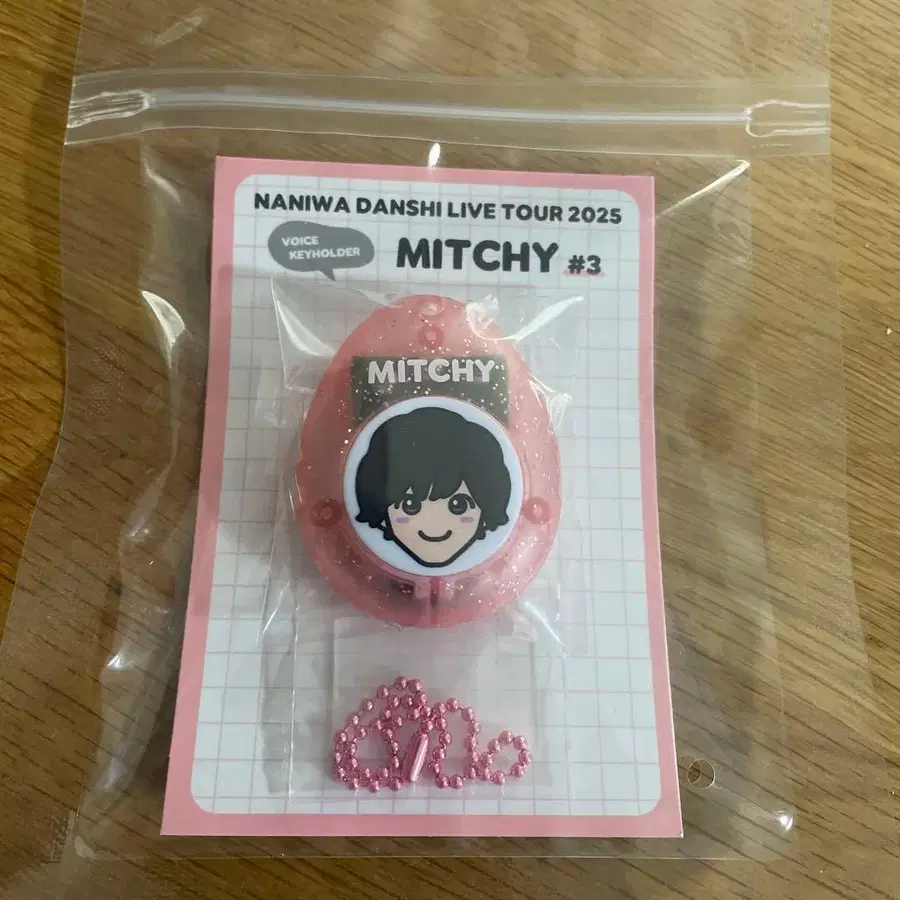 NANIWA DANSHI LIVE TOUR 2025
VOICE
KEYHOLDER
MITCHY #3
MITCHY